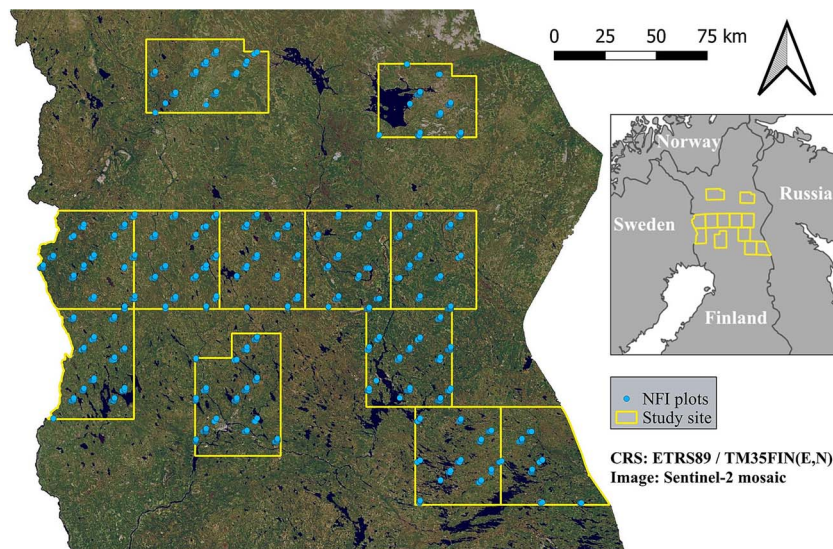 0 25 50 75 km
Norway
Russia
Sweden
Finland
NFI plots
Study site
CRS: ETRS89 / TM35FIN(E,N)
Image: Sentinel-2 mosaic